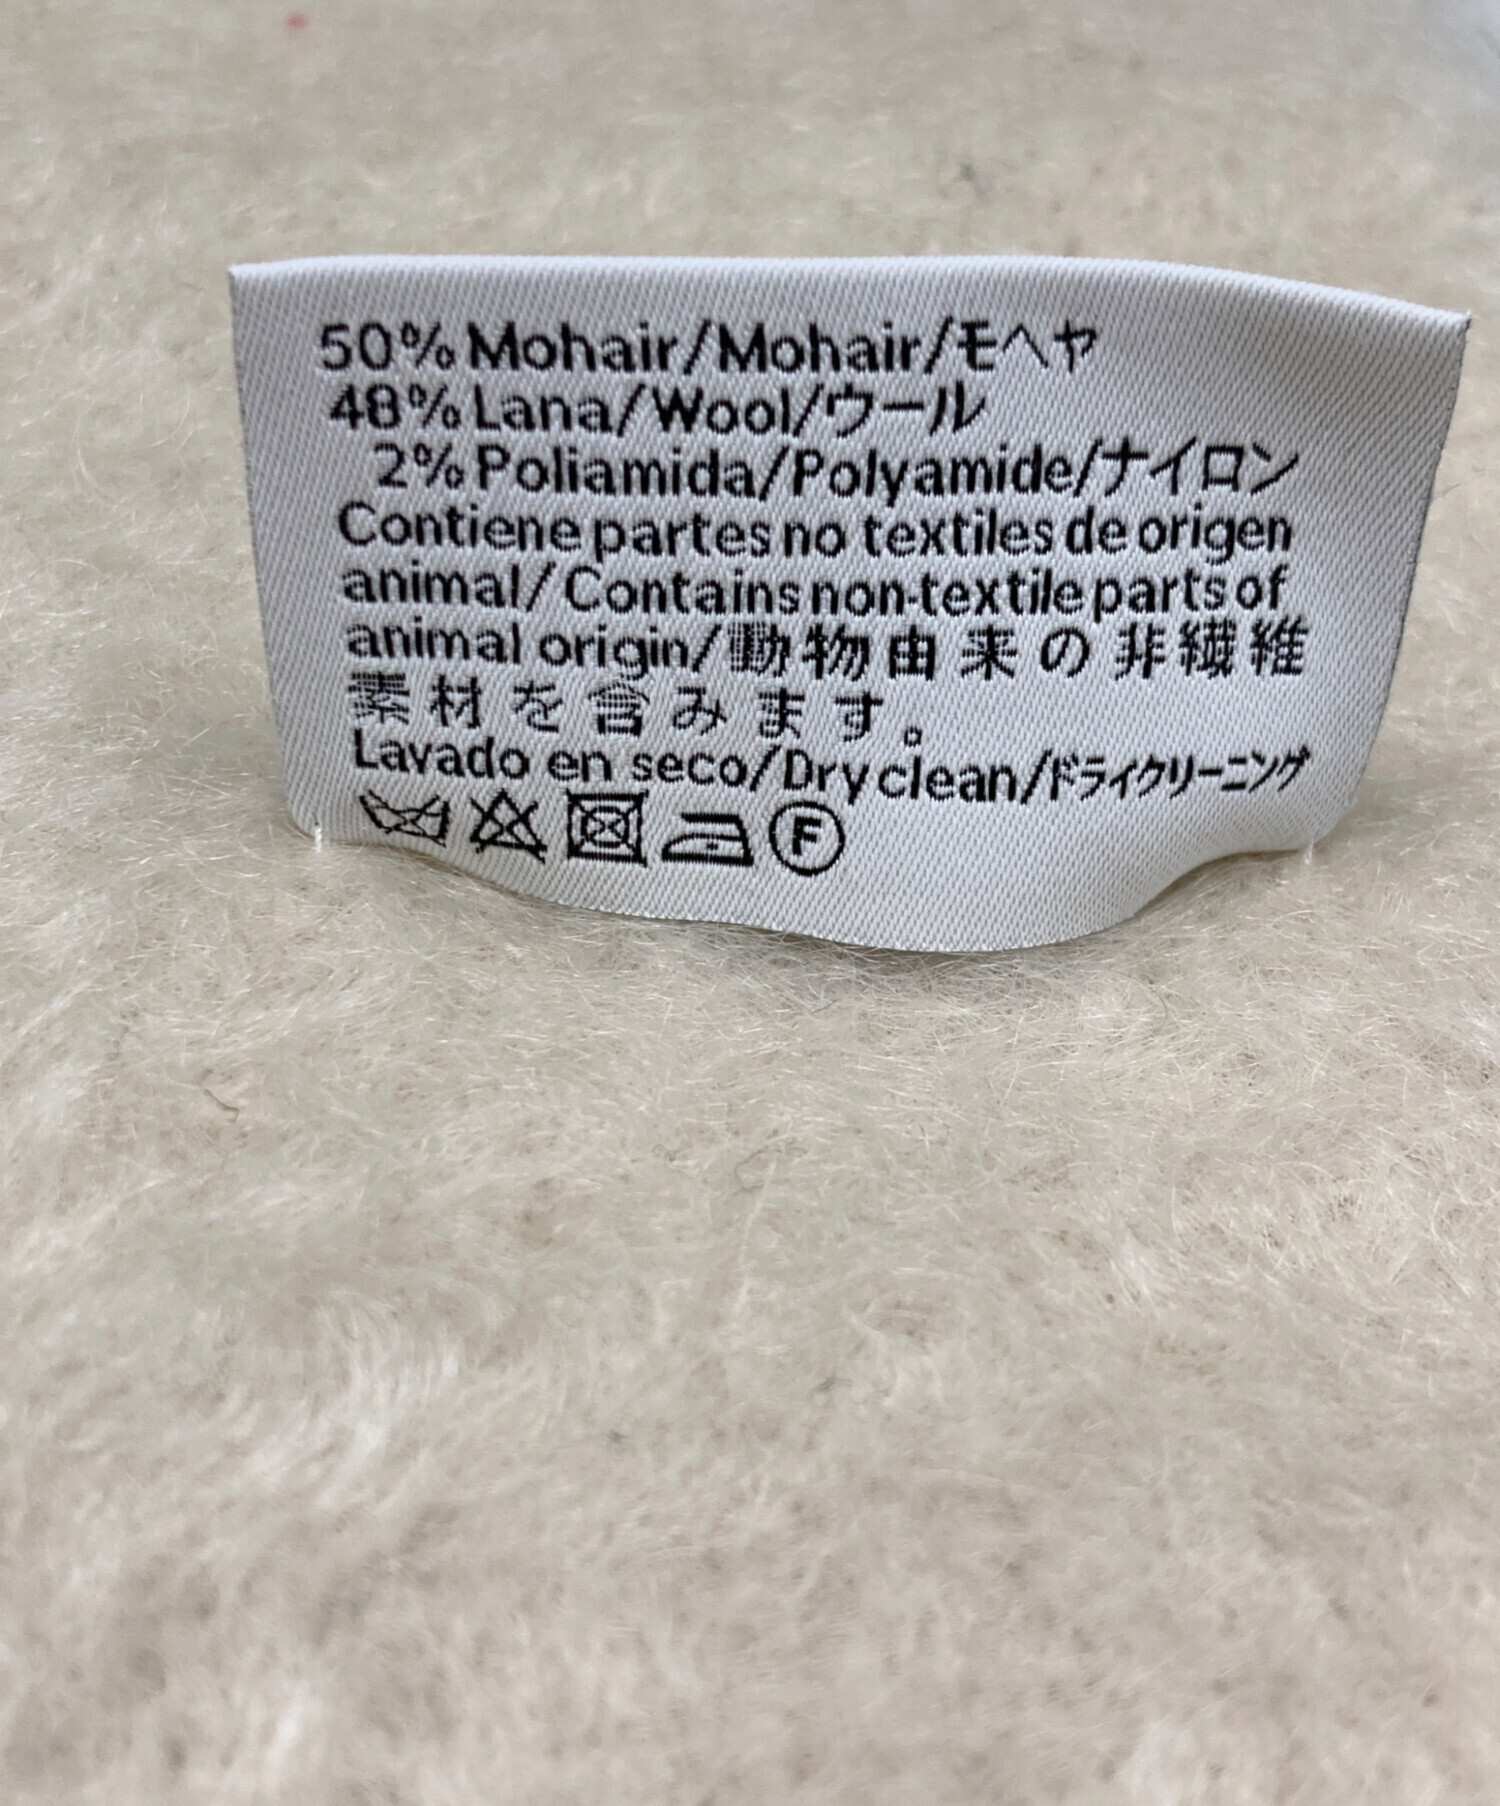 50% Mohair/Mohair/モヘヤ
48% Lana/Wool/ウール
2% Poliamida/Polyamide/ナイロン
Contiene partes no textiles de origen
animal/Contains non-textile parts of
animal origin/動物由来の非繊維
素材を含みます。
Lavado en seco/Dry clean/ドライクリーニング
F